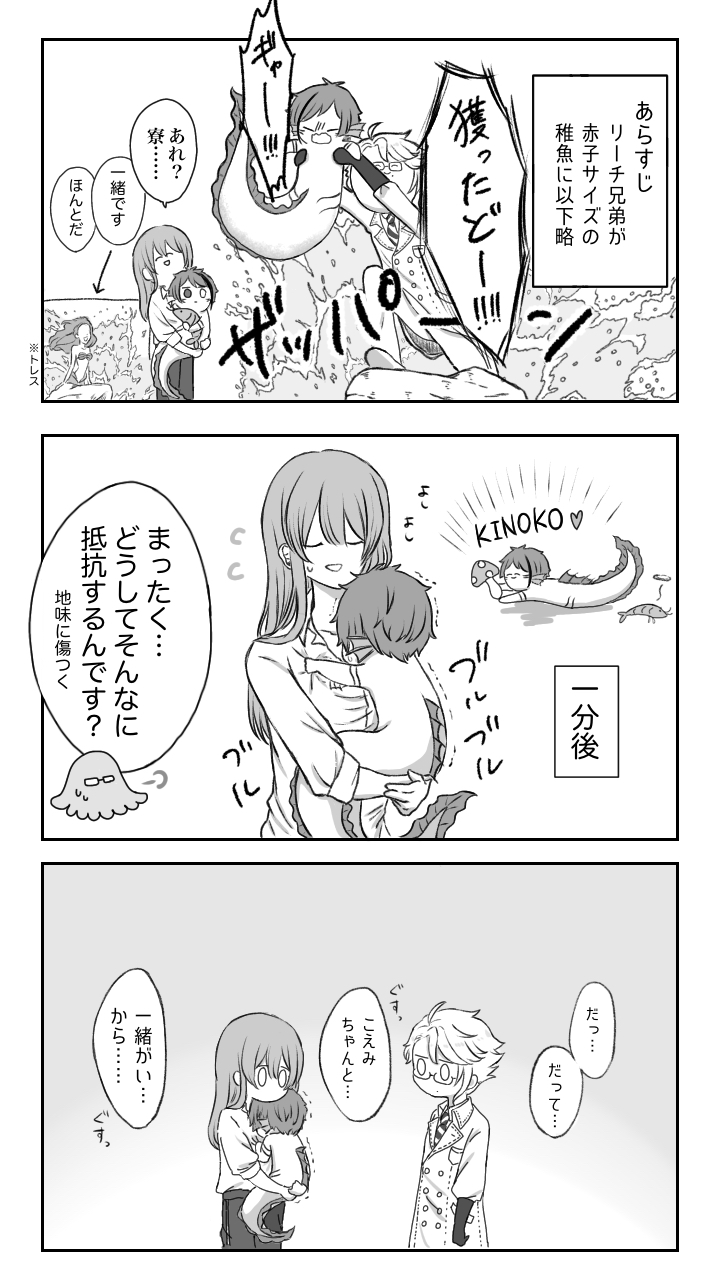 あらすじ
リーチ兄弟が
赤子サイズの
稚魚に以下略
獲ったどー!!!!
ギャー!!!
ザッパーン
あれ?
寮……
一緒です
ほんとだ
※トレス
KINOKO♡
一分後
よしよし
ブルブル
ブルブル
まったく…
どうしてそんなに
抵抗するんです?
地味に傷つく
だっ…
だって…
ぐすっ
こえみ
ちゃんと…
一緒がい…
から……
ぐすっ